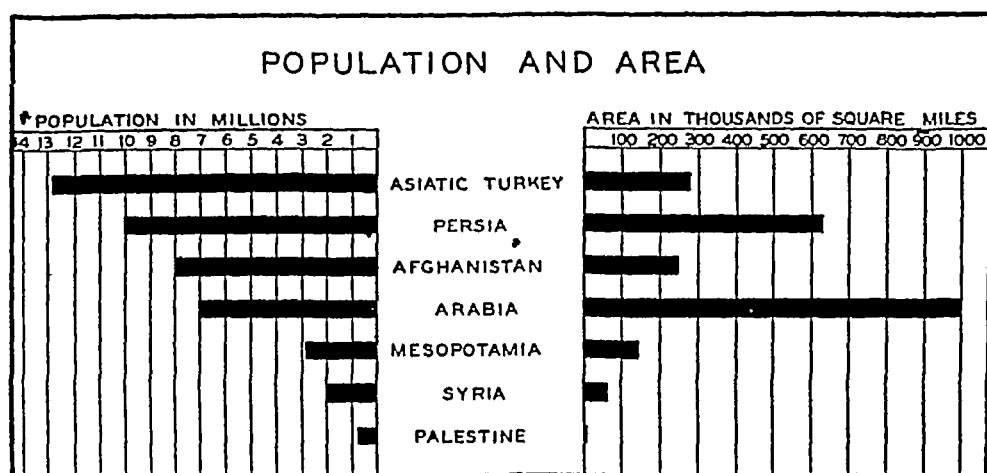 POPULATION AND AREA
POPULATION IN MILLIONS
14 13 12 11 10 9 8 7 6 5 4 3 2 1
AREA IN THOUSANDS OF SQUARE MILES
100 200 300 400 500 600 700 800 900 1000
ASIATIC TURKEY
PERSIA
AFGHANISTAN
ARABIA
MESOPOTAMIA
SYRIA
PALESTINE